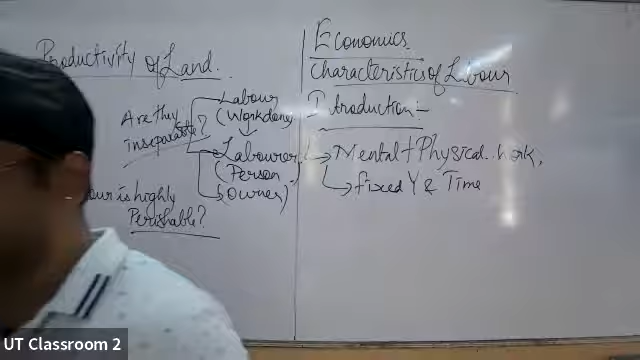 Productivity of Land.
Are they
inseparable?
Labour
(Workdone)
Labourer
(Person
Owner)
our is highly
Perishable?
Economics
Characteristics of Labour
Introduction:-
Mental + Physical work,
fixed Y & Time
UT Classroom 2